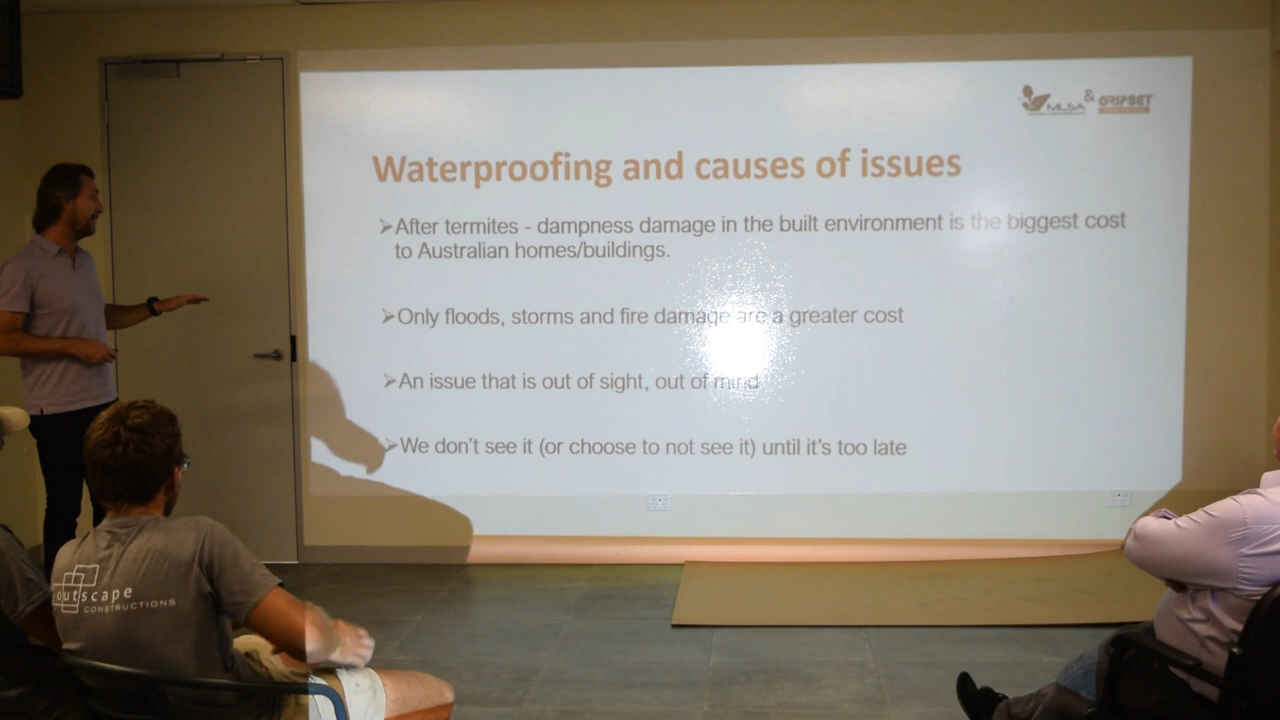 MLSA & GRIPSET
Waterproofing and causes of issues
➢After termites - dampness damage in the built environment is the biggest cost
to Australian homes/buildings.
➢Only floods, storms and fire damage are a greater cost
➢An issue that is out of sight, out of mind
➢We don't see it (or choose to not see it) until it's too late
outscape
CONSTRUCTIONS